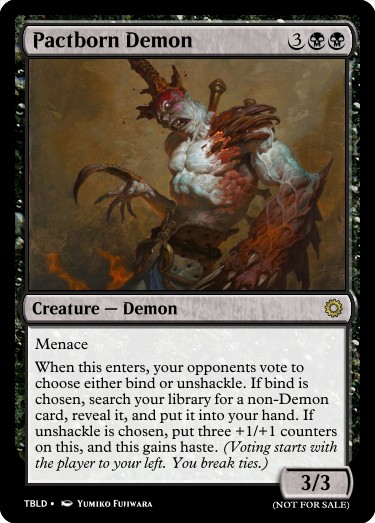 Pactborn Demon 3
Creature — Demon
Menace
When this enters, your opponents vote to
choose either bind or unshackle. If bind is
chosen, search your library for a non-Demon
card, reveal it, and put it into your hand. If
unshackle is chosen, put three +1/+1 counters
on this, and this gains haste. (Voting starts with
the player to your left. You break ties.)
3/3
TBLD • Yumiko Fujiwara (NOT FOR SALE)